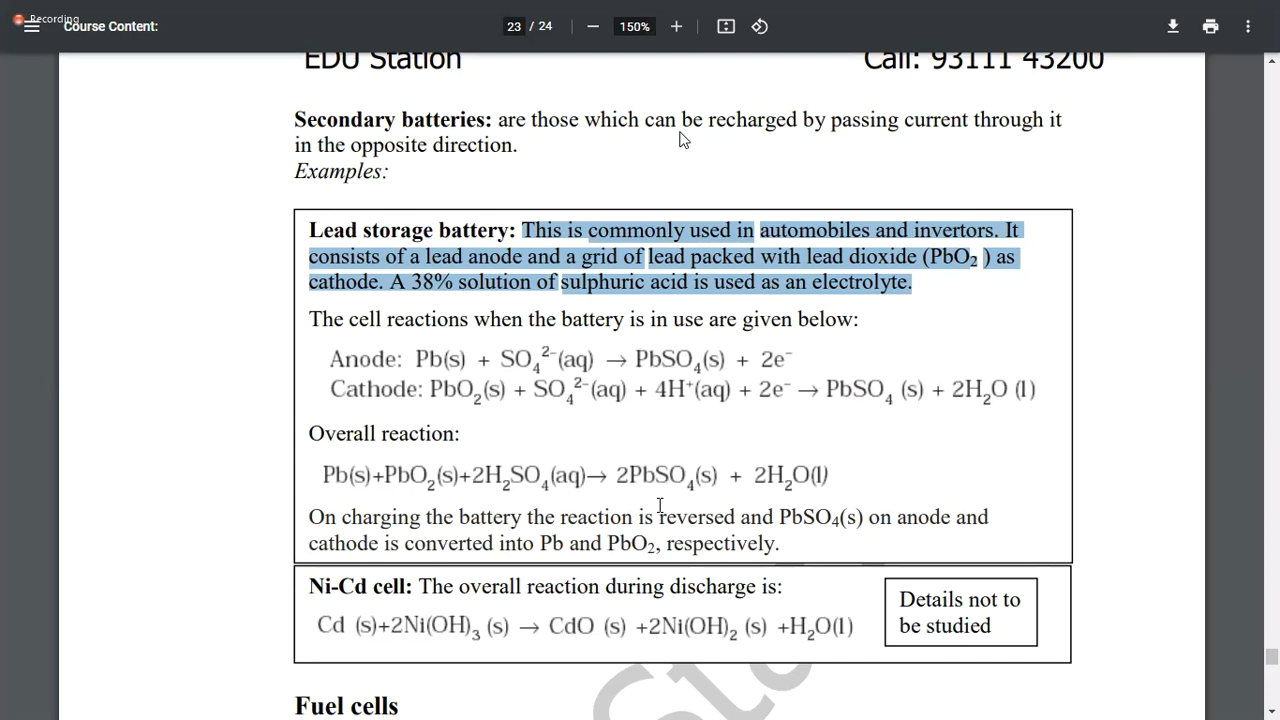 Recording
Course Content:
23 / 24
150%
EDU Station
Call: 93111 43200
Secondary batteries: are those which can be recharged by passing current through it
in the opposite direction.
Examples:
Lead storage battery: This is commonly used in automobiles and invertors. It
consists of a lead anode and a grid of lead packed with lead dioxide (PbO₂ ) as
cathode. A 38% solution of sulphuric acid is used as an electrolyte.
The cell reactions when the battery is in use are given below:
Anode: Pb(s) + SO₄²⁻(aq) → PbSO₄(s) + 2e⁻
Cathode: PbO₂(s) + SO₄²⁻(aq) + 4H⁺(aq) + 2e⁻ → PbSO₄ (s) + 2H₂O (l)
Overall reaction:
Pb(s)+PbO₂(s)+2H₂SO₄(aq)→ 2PbSO₄(s) + 2H₂O(l)
On charging the battery the reaction is reversed and PbSO₄(s) on anode and
cathode is converted into Pb and PbO₂, respectively.
Ni-Cd cell: The overall reaction during discharge is:
Cd (s)+2Ni(OH)₃ (s) → CdO (s) +2Ni(OH)₂ (s) +H₂O(l)
Details not to
be studied
Fuel cells